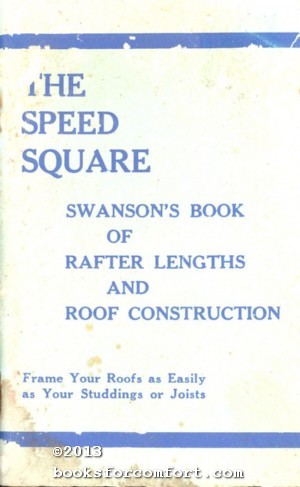 THE
SPEED
SQUARE
SWANSON'S BOOK
OF
RAFTER LENGTHS
AND
ROOF CONSTRUCTION
Frame Your Roofs as Easily
as Your Studdings or Joists
©2013
booksforcomfort.com